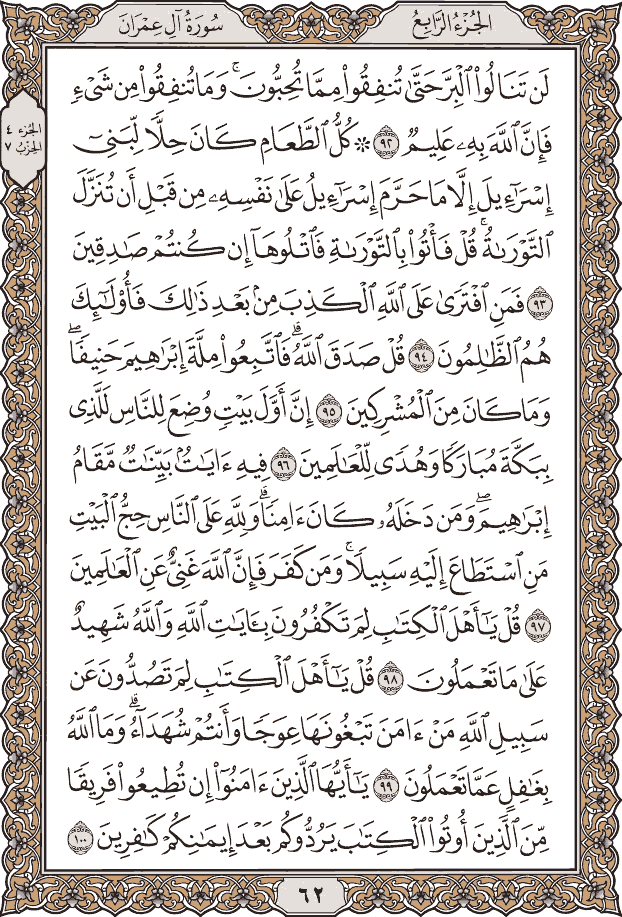 سُورَةُ آلِ عِمْرَانَ
الجُزْءُ الرَّابِعُ
الجزء ٤
الحزب ٧
لَن تَنَالُوا۟ ٱلْبِرَّ حَتَّىٰ تُنفِقُوا۟ مِمَّا تُحِبُّونَ ۚ وَمَا تُنفِقُوا۟ مِن شَىْءٍ
فَإِنَّ ٱللَّهَ بِهِۦ عَلِيمٌ ٩٢ ۞ كُلُّ ٱلطَّعَامِ كَانَ حِلًّا لِّبَنِىٓ
إِسْرَٰٓءِيلَ إِلَّا مَا حَرَّمَ إِسْرَٰٓءِيلُ عَلَىٰ نَفْسِهِۦ مِن قَبْلِ أَن تُنَزَّلَ
ٱلتَّوْرَىٰةُ ۗ قُلْ فَأْتُوا۟ بِٱلتَّوْرَىٰةِ فَٱتْلُوهَآ إِن كُنتُمْ صَٰدِقِينَ
٩٣ فَمَنِ ٱفْتَرَىٰ عَلَى ٱللَّهِ ٱلْكَذِبَ مِنۢ بَعْدِ ذَٰلِكَ فَأُو۟لَٰٓئِكَ
هُمُ ٱلظَّٰلِمُونَ ٩٤ قُلْ صَدَقَ ٱللَّهُ ۗ فَٱتَّبِعُوا۟ مِلَّةَ إِبْرَٰهِيمَ حَنِيفًا ۖ
وَمَا كَانَ مِنَ ٱلْمُشْرِكِينَ ٩٥ إِنَّ أَوَّلَ بَيْتٍ وُضِعَ لِلنَّاسِ لَلَّذِى
بِبَكَّةَ مُبَارَكًا وَهُدًى لِّلْعَٰلَمِينَ ٩٦ فِيهِ ءَايَٰتٌۢ بَيِّنَٰتٌ مَّقَامُ
إِبْرَٰهِيمَ ۖ وَمَن دَخَلَهُۥ كَانَ ءَامِنًا ۗ وَلِلَّهِ عَلَى ٱلنَّاسِ حِجُّ ٱلْبَيْتِ
مَنِ ٱسْتَطَاعَ إِلَيْهِ سَبِيلًا ۚ وَمَن كَفَرَ فَإِنَّ ٱللَّهَ غَنِىٌّ عَنِ ٱلْعَٰلَمِينَ
٩٧ قُلْ يَٰٓأَهْلَ ٱلْكِتَٰبِ لِمَ تَكْفُرُونَ بِـَٔايَٰتِ ٱللَّهِ وَٱللَّهُ شَهِيدٌ
عَلَىٰ مَا تَعْمَلُونَ ٩٨ قُلْ يَٰٓأَهْلَ ٱلْكِتَٰبِ لِمَ تَصُدُّونَ عَن
سَبِيلِ ٱللَّهِ مَنْ ءَامَنَ تَبْغُونَهَا عِوَجًا وَأَنتُمْ شُهَدَآءُ ۗ وَمَا ٱللَّهُ
بِغَٰفِلٍ عَمَّا تَعْمَلُونَ ٩٩ يَٰٓأَيُّهَا ٱلَّذِينَ ءَامَنُوٓا۟ إِن تُطِيعُوا۟ فَرِيقًا
مِّنَ ٱلَّذِينَ أُوتُوا۟ ٱلْكِتَٰبَ يَرُدُّوكُم بَعْدَ إِيمَٰنِكُمْ كَٰفِرِينَ ١٠٠
٦٢